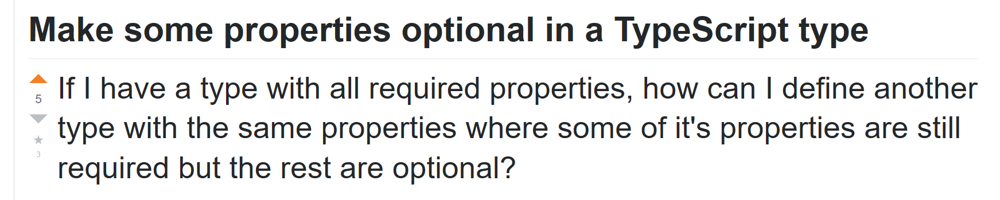 Make some properties optional in a TypeScript type
If I have a type with all required properties, how can I define another
5
type with the same properties where some of it's properties are still
3
required but the rest are optional?